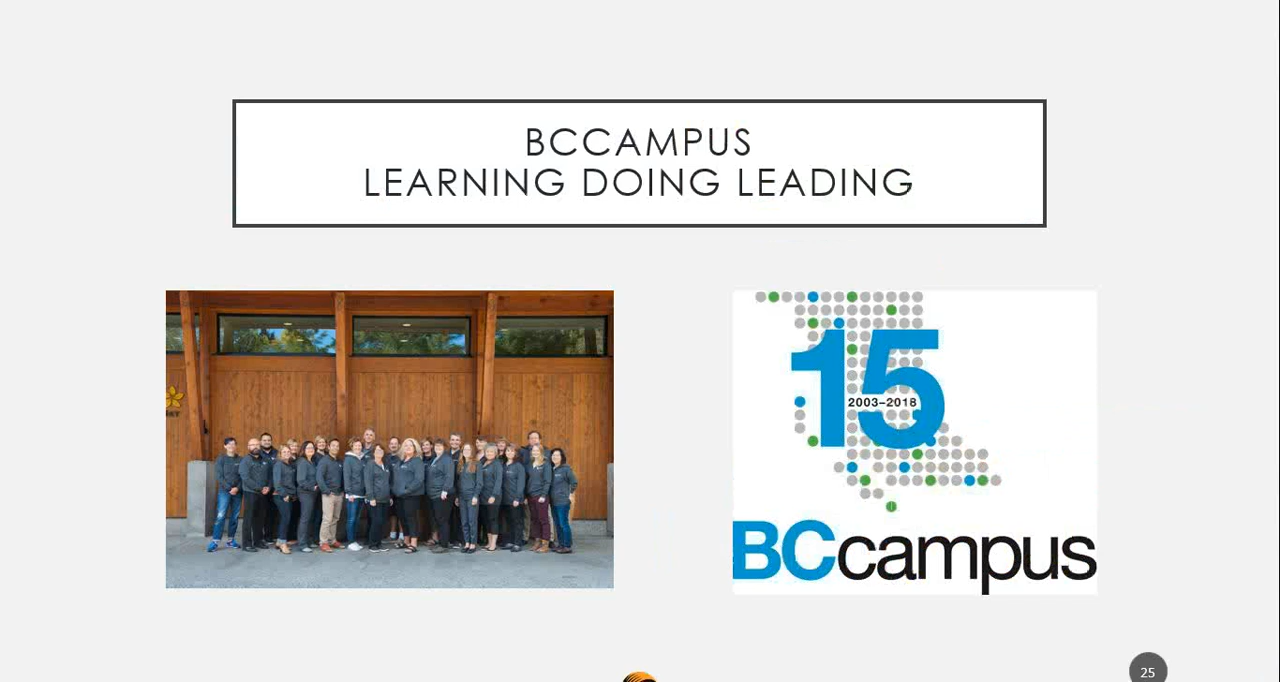 BCCAMPUS
LEARNING DOING LEADING
15
2003–2018
BCcampus
25